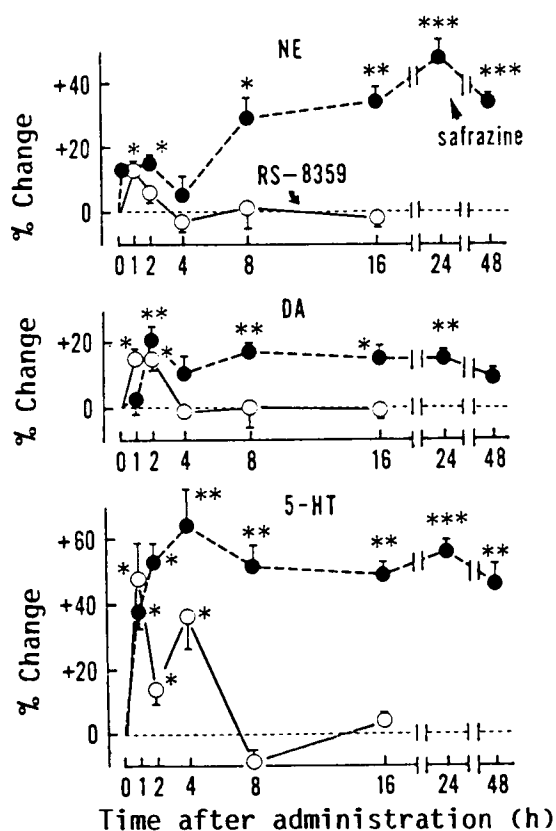 NE
+40
+20
0
% Change
* * * ** *** ***
safrazine
RS-8359
0 1 2 4 8 16 24 48
DA
+20
0
% Change
* ** * ** * **
0 1 2 4 8 16 24 48
5-HT
+60
+40
+20
0
% Change
* * * * ** * ** ** *** **
0 1 2 4 8 16 24 48
Time after administration (h)